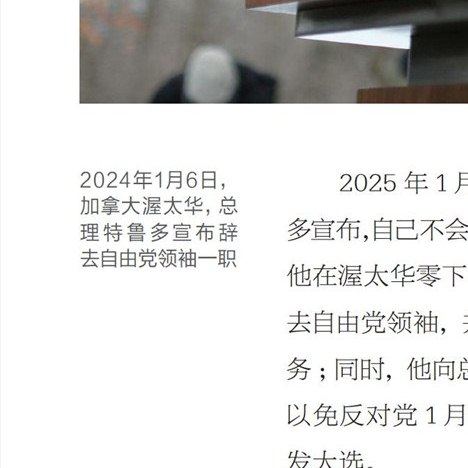 2024年1月6日，
加拿大渥太华，总
理特鲁多宣布辞
去自由党领袖一职
2025 年 1 月
多宣布，自己不会
他在渥太华零下
去自由党领袖，
务；同时，他向总
以免反对党 1 月
发大选。